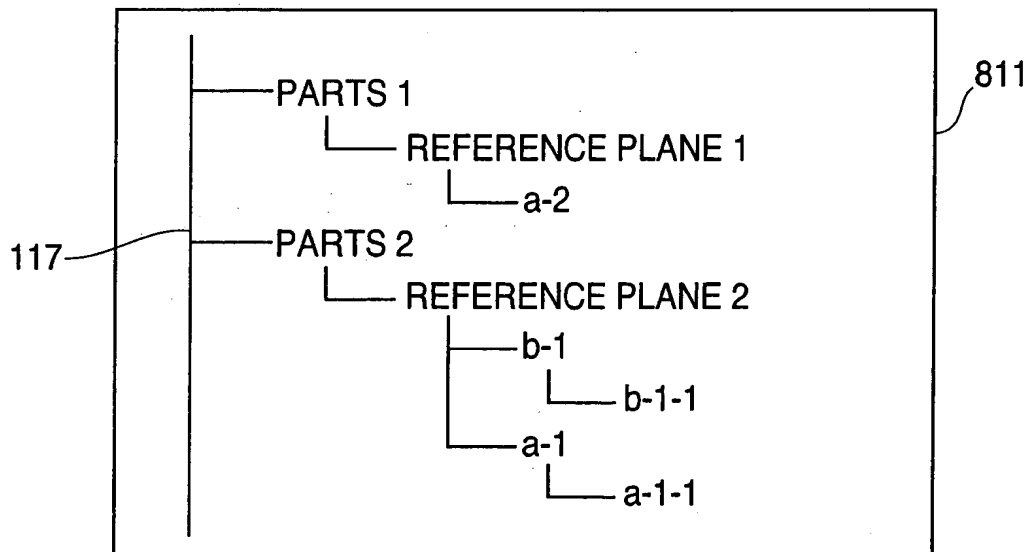 811
PARTS 1
REFERENCE PLANE 1
a-2
117
PARTS 2
REFERENCE PLANE 2
b-1
b-1-1
a-1
a-1-1